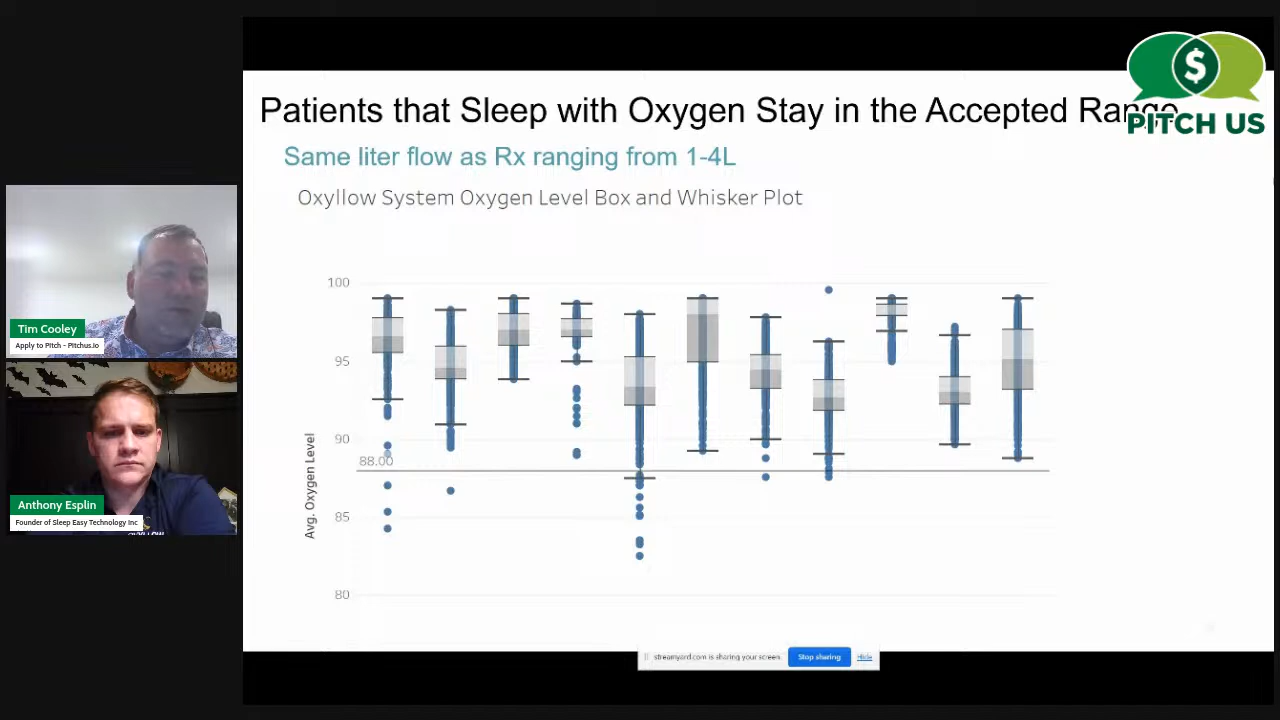 Patients that Sleep with Oxygen Stay in the Accepted Range
PITCH US
$
Same liter flow as Rx ranging from 1-4L
Oxyllow System Oxygen Level Box and Whisker Plot
100
95
90
88.00
85
80
Avg. Oxygen Level
Tim Cooley
Apply to Pitch - Pitchus.io
Anthony Esplin
Founder of Sleep Easy Technology Inc
streamyard.com is sharing your screen.
Stop sharing
Hide